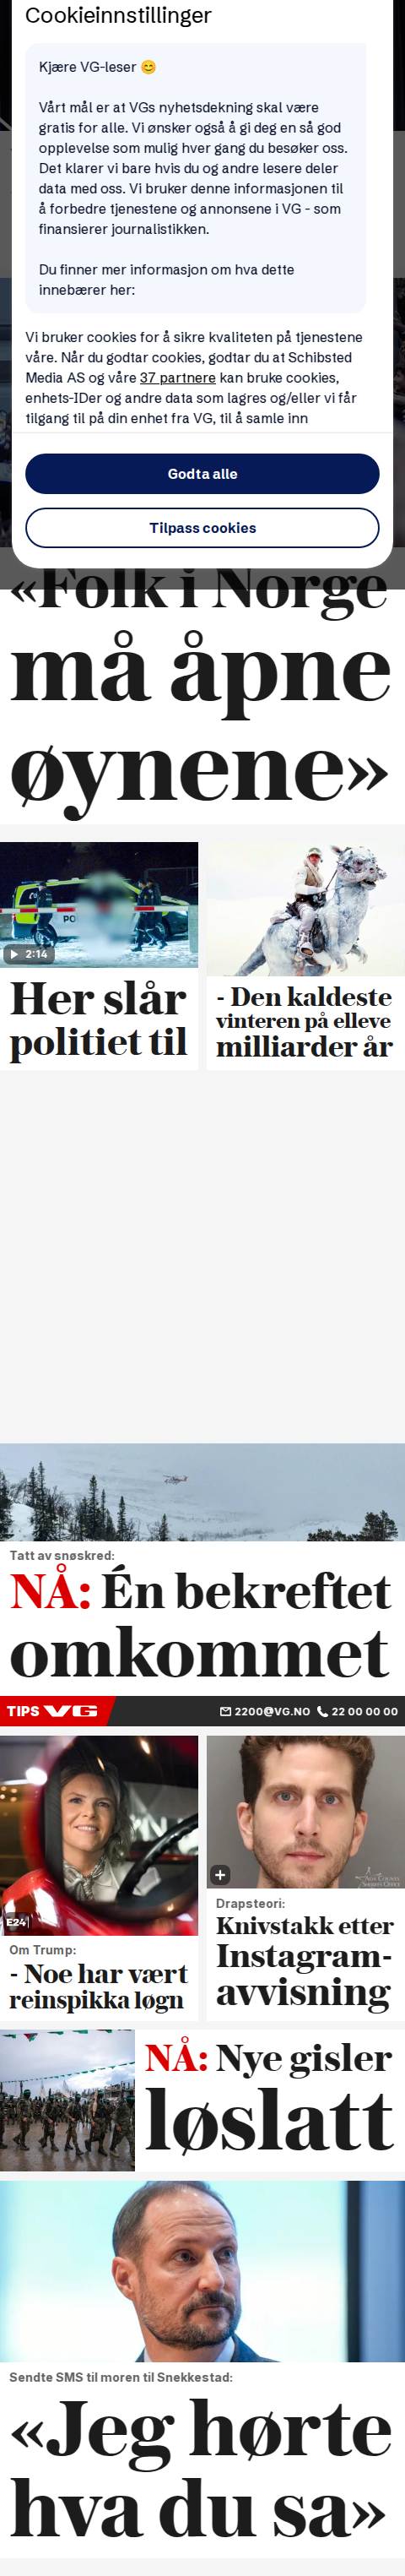 Cookieinnstillinger
Kjære VG-leser 😊
Vårt mål er at VGs nyhetsdekning skal være
gratis for alle. Vi ønsker også å gi deg en så god
opplevelse som mulig hver gang du besøker oss.
Det klarer vi bare hvis du og andre lesere deler
data med oss. Vi bruker denne informasjonen til
å forbedre tjenestene og annonsene i VG - som
finansierer journalistikken.
Du finner mer informasjon om hva dette
innebærer her:
Vi bruker cookies for å sikre kvaliteten på tjenestene
våre. Når du godtar cookies, godtar du at Schibsted
Media AS og våre 37 partnere kan bruke cookies,
enhets-IDer og andre data som lagres og/eller vi får
tilgang til på din enhet fra VG, til å samle inn
Godta alle
Tilpass cookies
«Folk i Norge
må åpne
øynene»
PO
2:14
Her slår
politiet til
- Den kaldeste
vinteren på elleve
milliarder år
Tatt av snøskred:
NÅ: Én bekreftet
omkommet
TIPS VG
2200@VG.NO 22 00 00 00
E24
Om Trump:
- Noe har vært
reinspikka løgn
ADA COUNTY
SHERIFF'S OFFICE
Drapsteori:
Knivstakk etter
Instagram-
avvisning
NÅ: Nye gisler
løslatt
Sendte SMS til moren til Snekkestad:
«Jeg hørte
hva du sa»